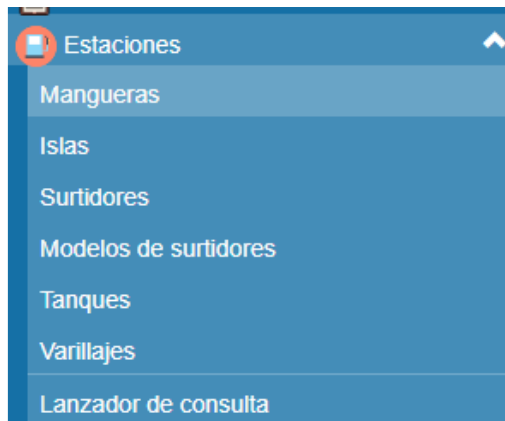 Estaciones
Mangueras
Islas
Surtidores
Modelos de surtidores
Tanques
Varillajes
Lanzador de consulta